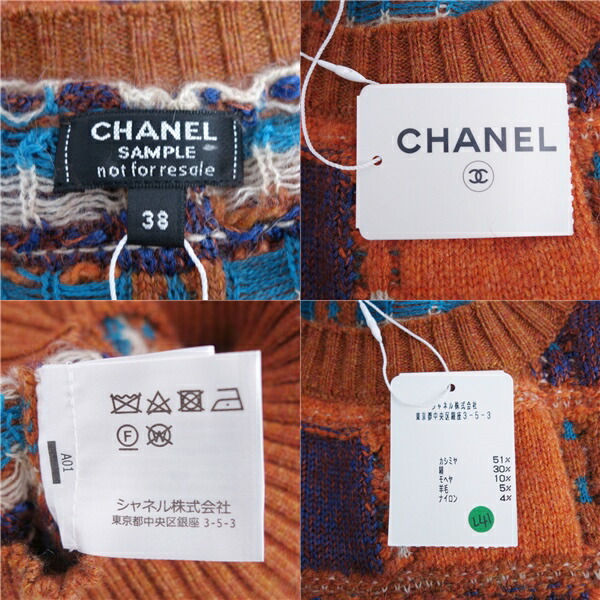 CHANEL
SAMPLE
not for resale
38
CHANEL
A01
F
W
シャネル株式会社
東京都中央区銀座 3-5-3
シャネル株式会社
東京都中央区銀座3-5-3
カシミヤ 51%
絹 30%
モヘヤ 10%
羊毛 5%
ナイロン 4%
L41